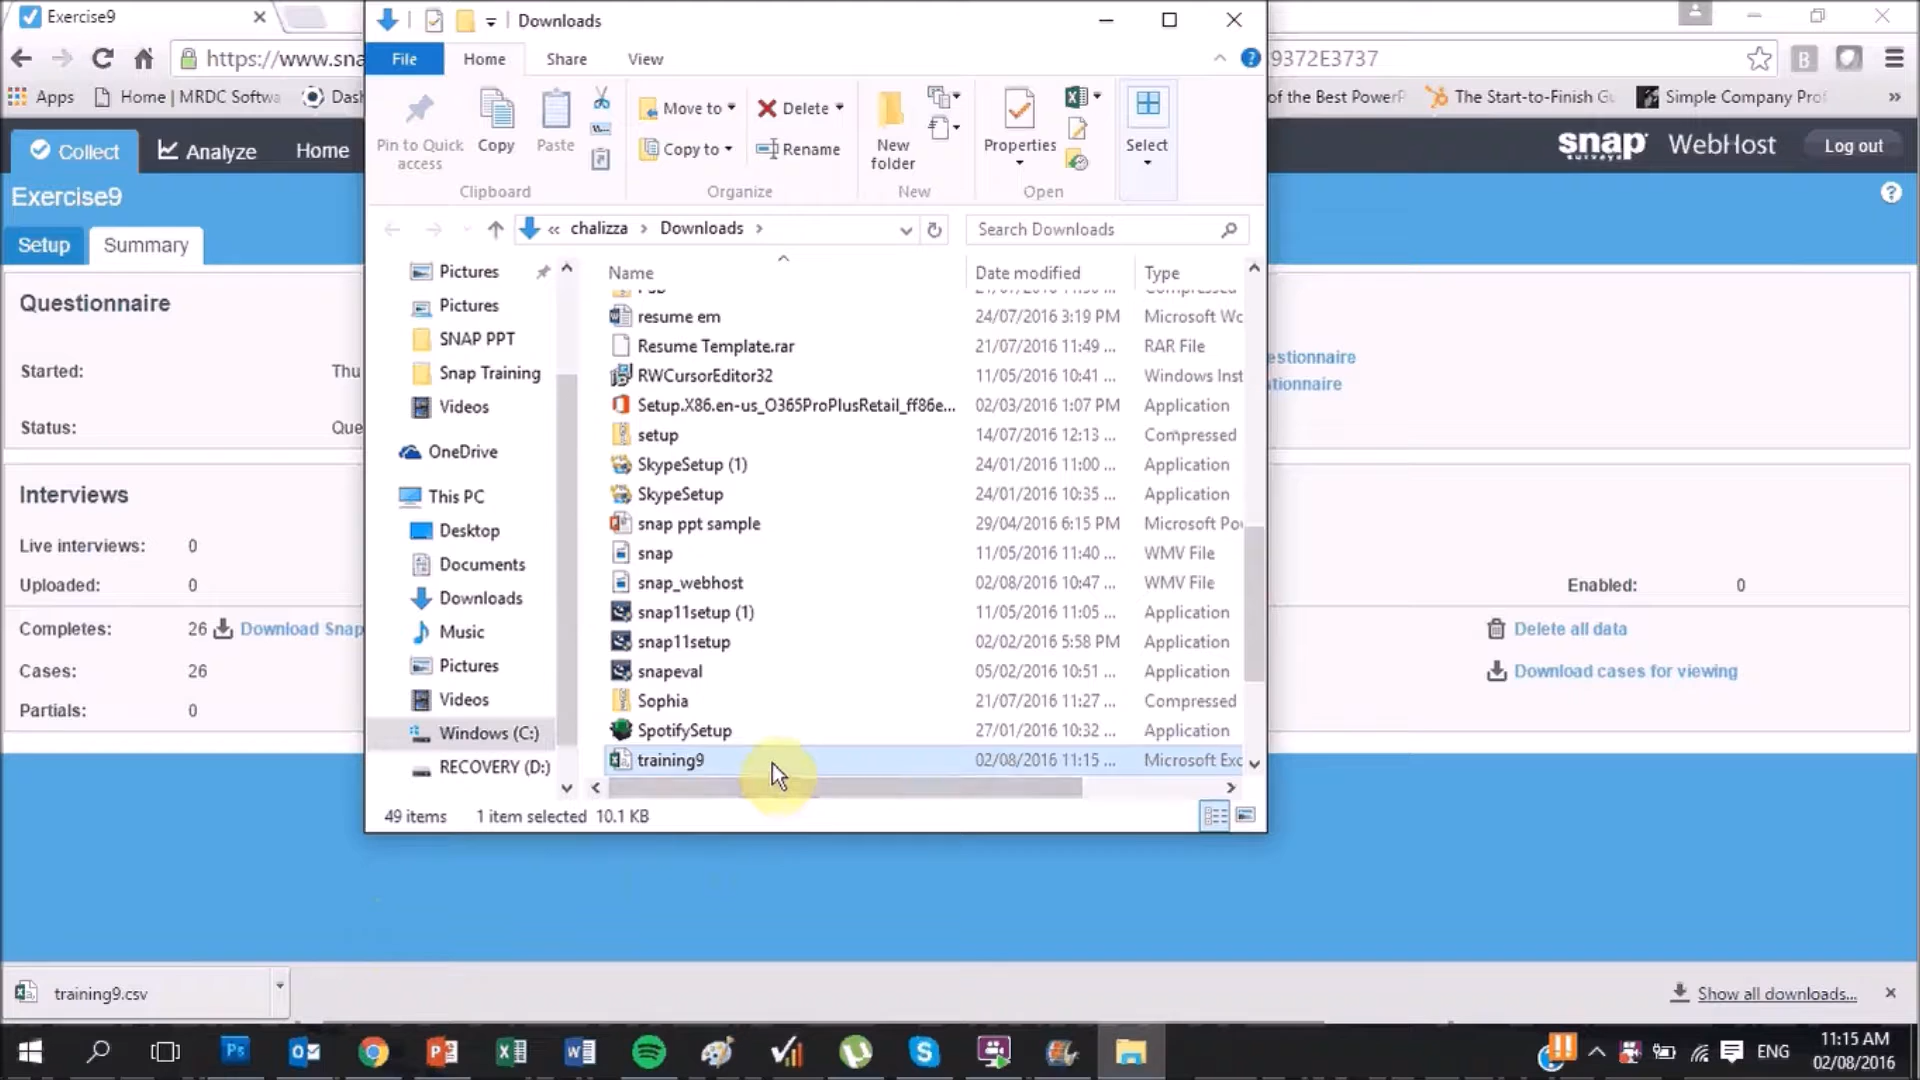 Exercise9
Downloads
File
Home
Share
View
https://www.sna
9372E3737
Apps
Home | MRDC Softwa
Dash
of the Best PowerP
The Start-to-Finish Gu
Simple Company Prof
Pin to Quick access
Copy
Paste
Clipboard
Move to
Copy to
Delete
Rename
Organize
New folder
New
Properties
Open
Select
Collect
Analyze
Home
snap WebHost
surveys
Log out
Exercise9
Setup
Summary
« chalizza > Downloads >
Search Downloads
Name
Date modified
Type
Questionnaire
Started:
Thu
Status:
Que
Interviews
Live interviews:
0
Uploaded:
0
Completes:
26
Download Snap
Cases:
26
Partials:
0
Pictures
Pictures
SNAP PPT
Snap Training
Videos
OneDrive
This PC
Desktop
Documents
Downloads
Music
Pictures
Videos
Windows (C:)
RECOVERY (D:)
resume em 24/07/2016 3:19 PM Microsoft Wo
Resume Template.rar 21/07/2016 11:49 ... RAR File
RWCursorEditor32 11/05/2016 10:41 ... Windows Inst
Setup.X86.en-us_O365ProPlusRetail_ff86e... 02/03/2016 1:07 PM Application
setup 14/07/2016 12:13 ... Compressed
SkypeSetup (1) 24/01/2016 11:00 ... Application
SkypeSetup 24/01/2016 10:35 ... Application
snap ppt sample 29/04/2016 6:15 PM Microsoft Po
snap 11/05/2016 11:40 ... WMV File
snap_webhost 02/08/2016 10:47 ... WMV File
snap11setup (1) 11/05/2016 11:05 ... Application
snap11setup 02/02/2016 5:58 PM Application
snapeval 05/02/2016 10:51 ... Application
Sophia 21/07/2016 11:27 ... Compressed
SpotifySetup 27/01/2016 10:32 ... Application
training9 02/08/2016 11:15 ... Microsoft Exc
49 items
1 item selected 10.1 KB
estionnaire
tionnaire
Enabled:
0
Delete all data
Download cases for viewing
training9.csv
Show all downloads...
ENG
11:15 AM
02/08/2016